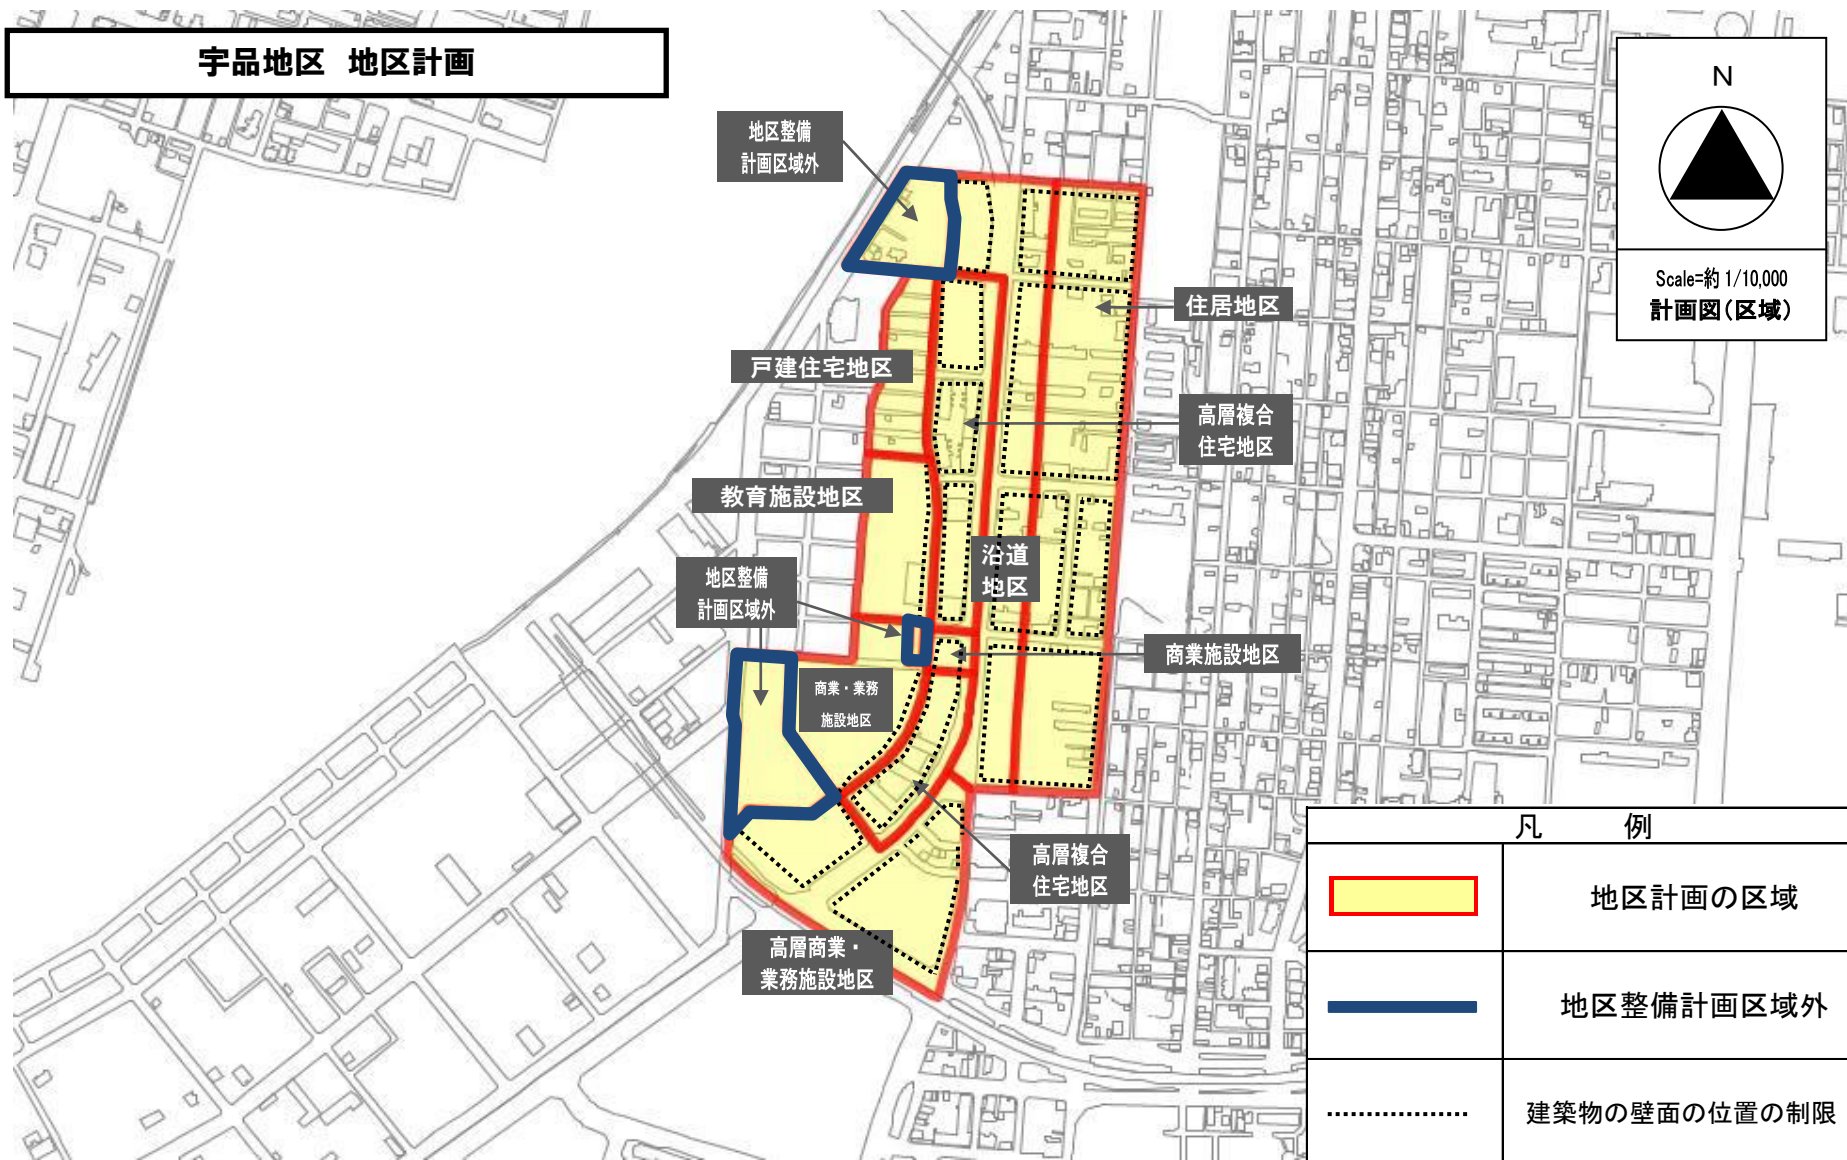 宇品地区 地区計画
N
Scale=約 1/10,000
計画図(区域)
地区整備
計画区域外
住居地区
戸建住宅地区
高層複合
住宅地区
教育施設地区
沿道
地区
地区整備
計画区域外
商業施設地区
商業・業務
施設地区
高層複合
住宅地区
高層商業・
業務施設地区
凡 例
地区計画の区域
地区整備計画区域外
建築物の壁面の位置の制限